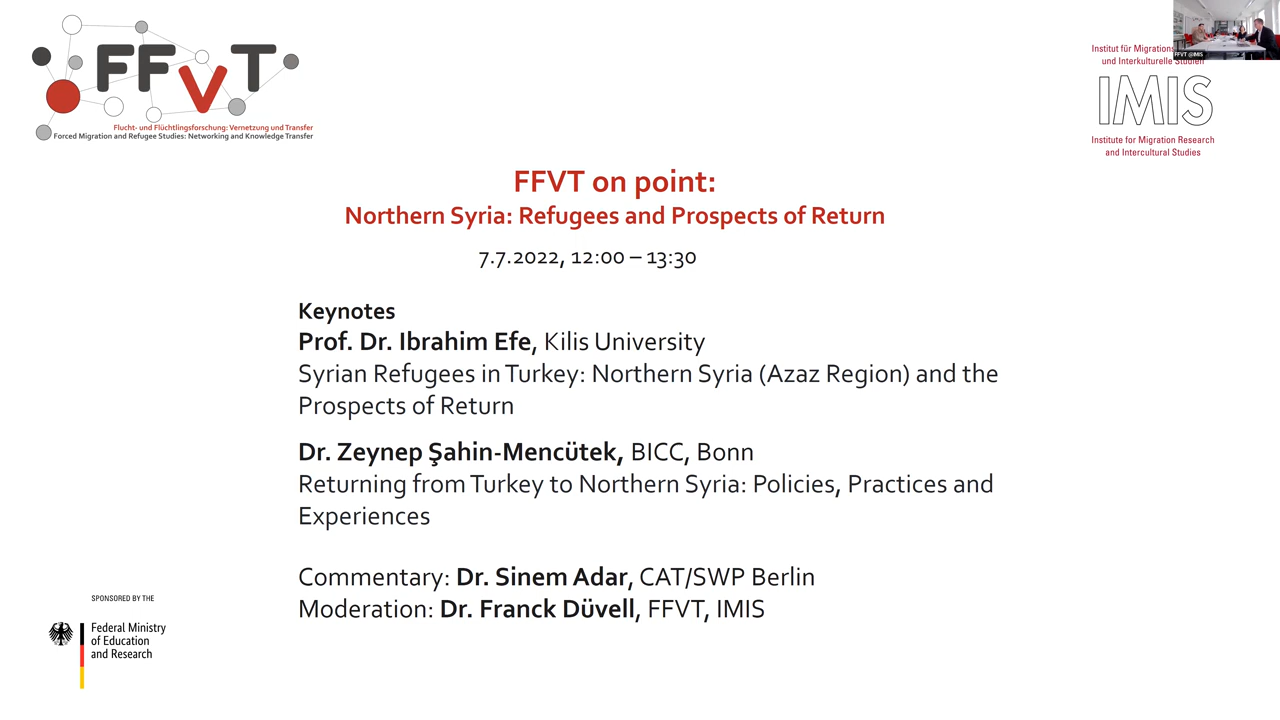 FFVT
Flucht- und Flüchtlingsforschung: Vernetzung und Transfer
Forced Migration and Refugee Studies: Networking and Knowledge Transfer
FFVT @IMIS
Institut für Migrations
und Interkulturelle Studien
IMIS
Institute for Migration Research
and Intercultural Studies
FFVT on point:
Northern Syria: Refugees and Prospects of Return
7.7.2022, 12:00 – 13:30
Keynotes
Prof. Dr. Ibrahim Efe, Kilis University
Syrian Refugees in Turkey: Northern Syria (Azaz Region) and the
Prospects of Return
Dr. Zeynep Şahin-Mencütek, BICC, Bonn
Returning from Turkey to Northern Syria: Policies, Practices and
Experiences
Commentary: Dr. Sinem Adar, CAT/SWP Berlin
Moderation: Dr. Franck Düvell, FFVT, IMIS
SPONSORED BY THE
Federal Ministry
of Education
and Research